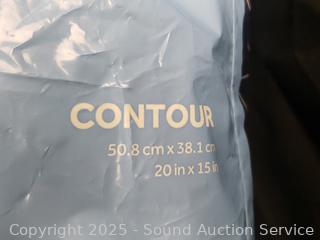 CONTOUR
50.8 cm x 38.1 cm
20 in x 15 in
Copyright 2025 - Sound Auction Service